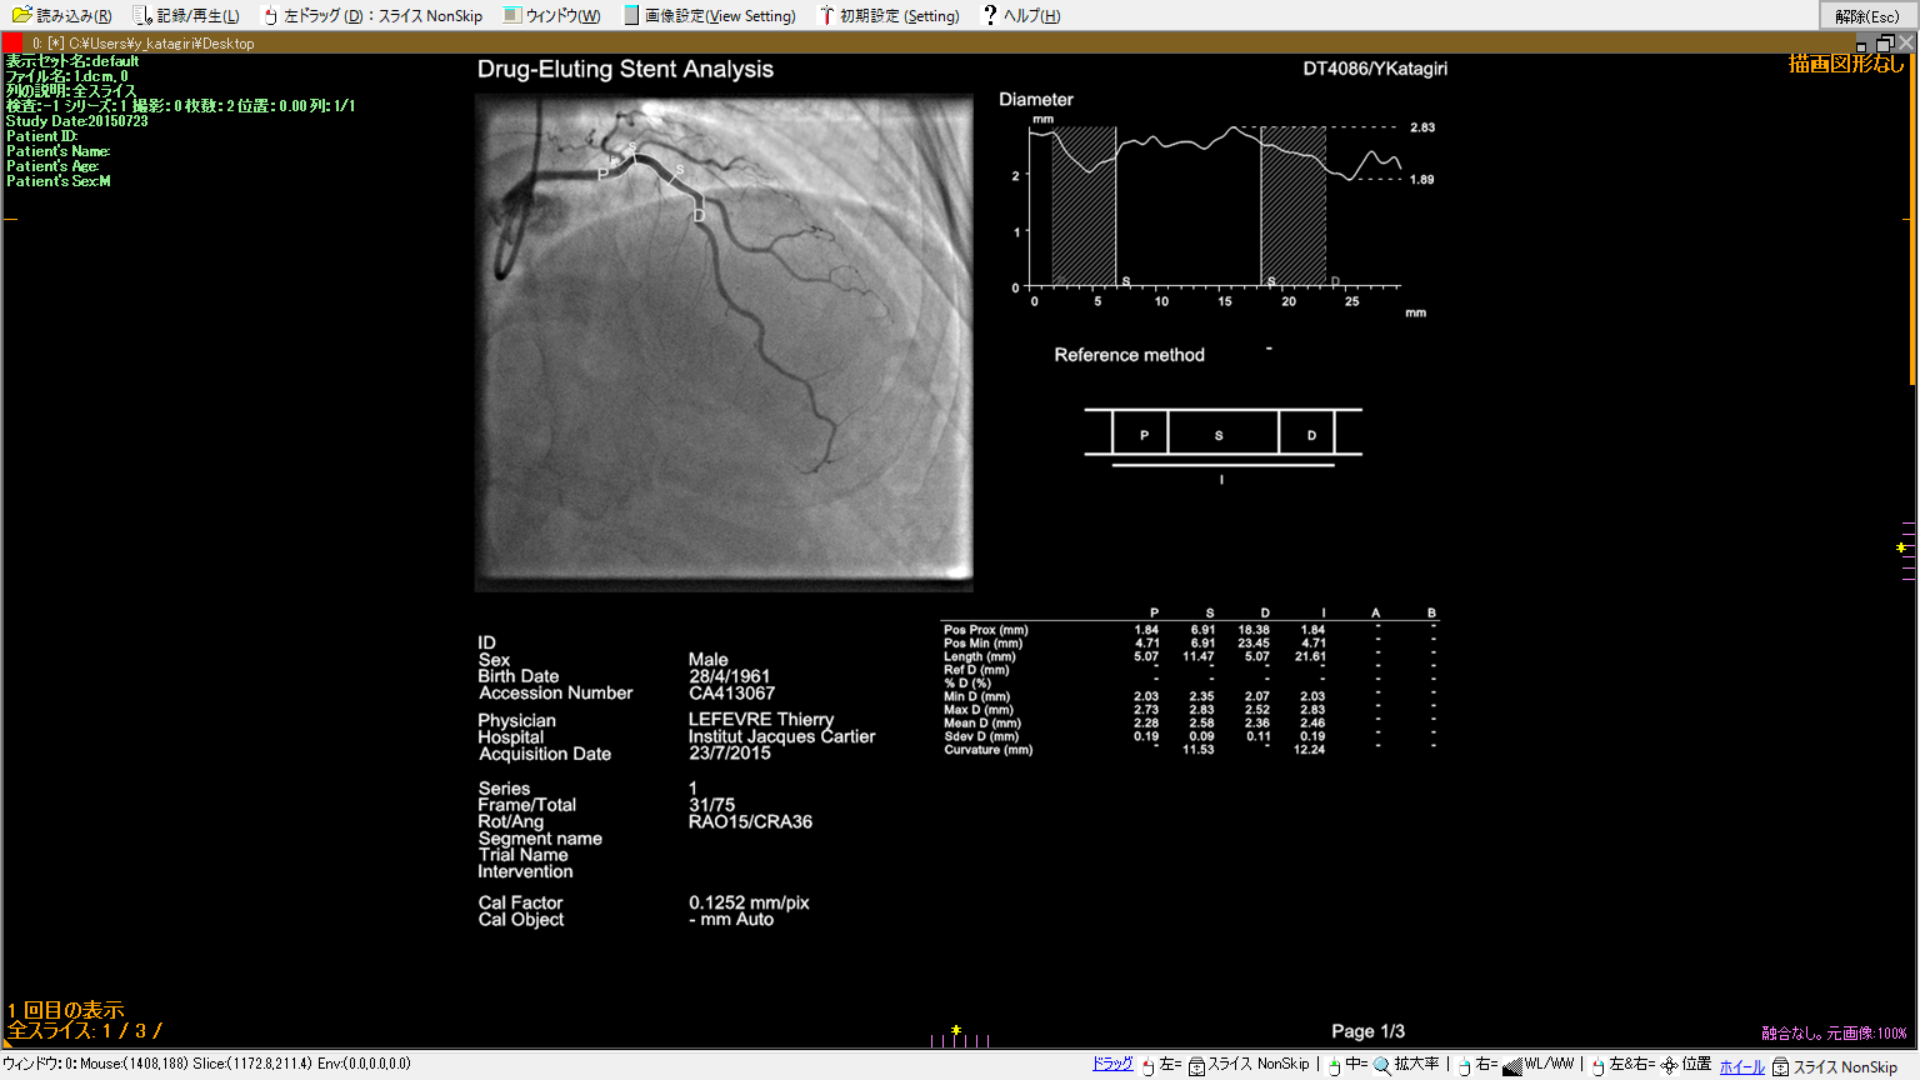 読み込み(R) 記録/再生(L) 左ドラッグ(D)：スライス NonSkip ウィンドウ(W) 画像設定(View Setting) 初期設定 (Setting) ヘルプ(H) 解除(Esc)
0: [*] C:¥Users¥y_katagiri¥Desktop
表示セット名:default
ファイル名: 1.dcm, 0
列の説明:全スライス
検査:-1 シリーズ: 1 撮影: 0 枚数: 2 位置: 0.00 列: 1/1
Study Date:20150723
Patient ID:
Patient's Name:
Patient's Age:
Patient's Sex:M
描画図形なし
Drug-Eluting Stent Analysis
DT4086/YKatagiri
P S S D
Diameter
mm
2.83
2
1.89
1
0
S S D
0 5 10 15 20 25
mm
Reference method -
P S D
I
P S D I A B
Pos Prox (mm) 1.84 6.91 18.38 1.84 - -
Pos Min (mm) 4.71 6.91 23.45 4.71 - -
Length (mm) 5.07 11.47 5.07 21.61 - -
Ref D (mm) - - - - - -
% D (%) - - - - - -
Min D (mm) 2.03 2.35 2.07 2.03 - -
Max D (mm) 2.73 2.83 2.52 2.83 - -
Mean D (mm) 2.28 2.58 2.36 2.46 - -
Sdev D (mm) 0.19 0.09 0.11 0.19 - -
Curvature (mm) - 11.53 - 12.24 - -
ID
Sex Male
Birth Date 28/4/1961
Accession Number CA413067
Physician LEFEVRE Thierry
Hospital Institut Jacques Cartier
Acquisition Date 23/7/2015
Series 1
Frame/Total 31/75
Rot/Ang RAO15/CRA36
Segment name
Trial Name
Intervention
Cal Factor 0.1252 mm/pix
Cal Object - mm Auto
1 回目の表示
全スライス: 1 / 3 /
Page 1/3
融合なし。元画像:100%
ウィンドウ: 0: Mouse:(1408,188) Slice:(1172.8,211.4) Env:(0.0,0.0,0.0)
ドラッグ 左= スライス NonSkip | 中= 拡大率 | 右= WL/WW | 左&右= 位置 ホイール スライス NonSkip